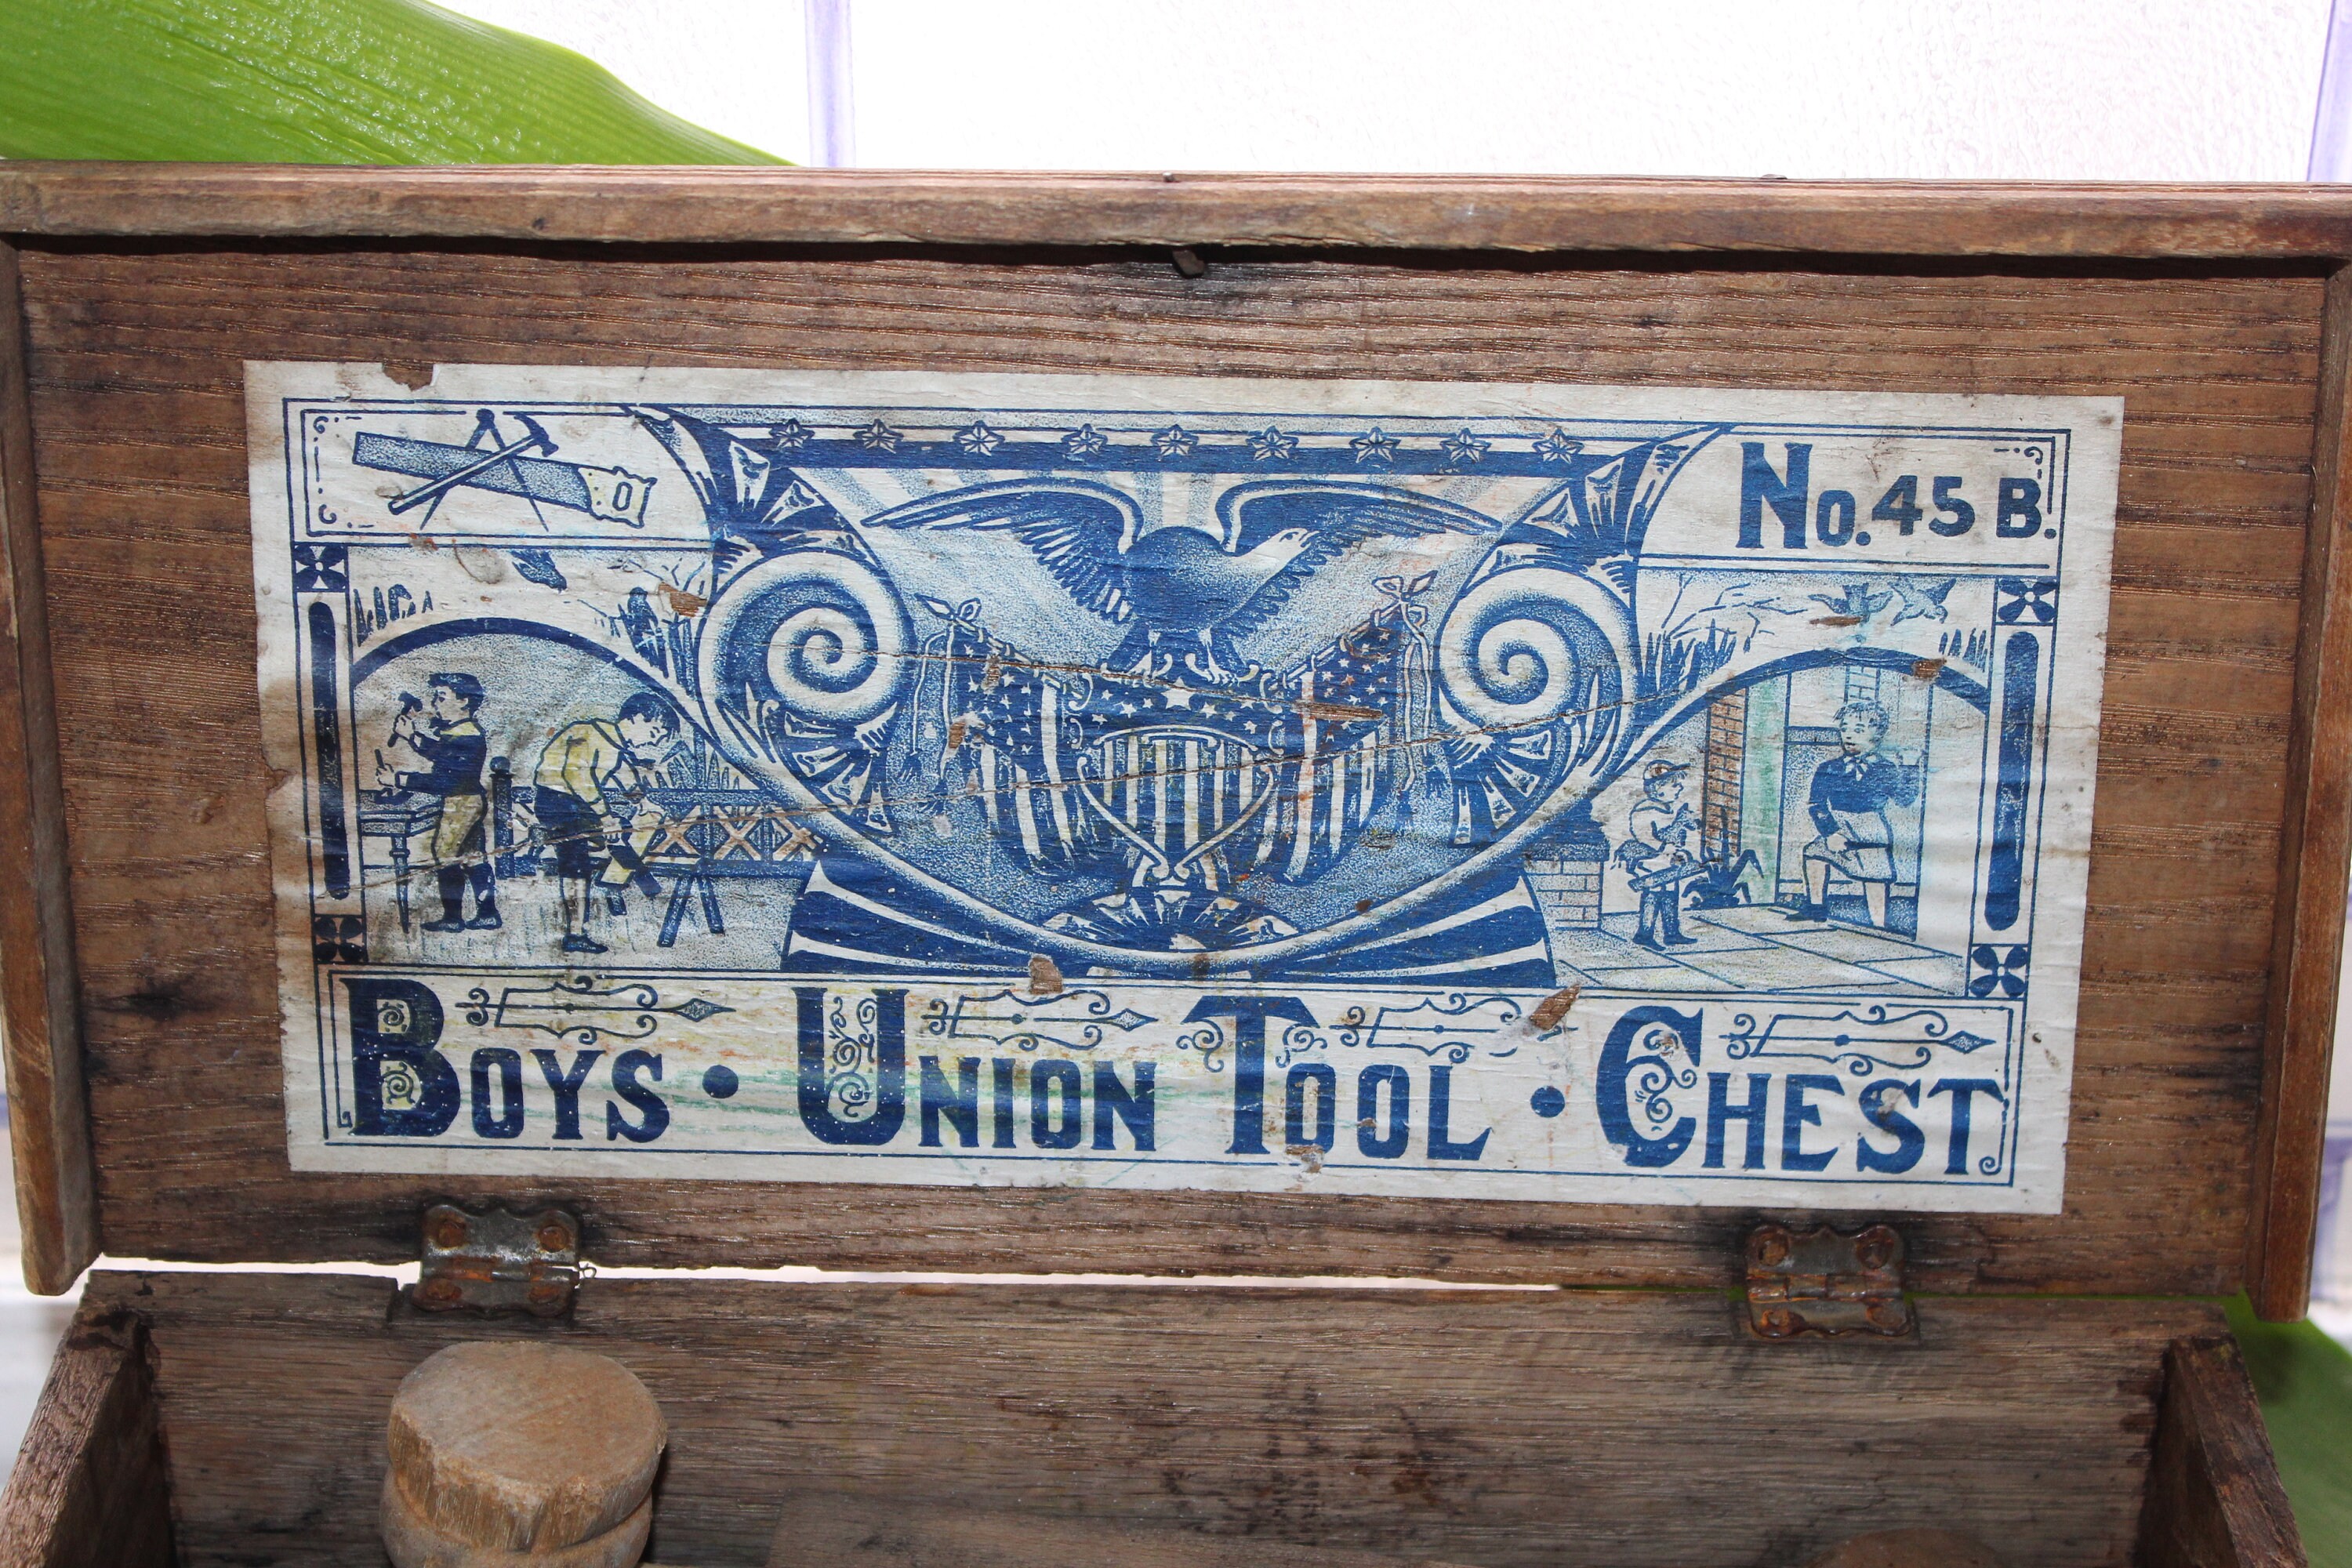 No. 45 B.
Boys • Union Tool • Chest